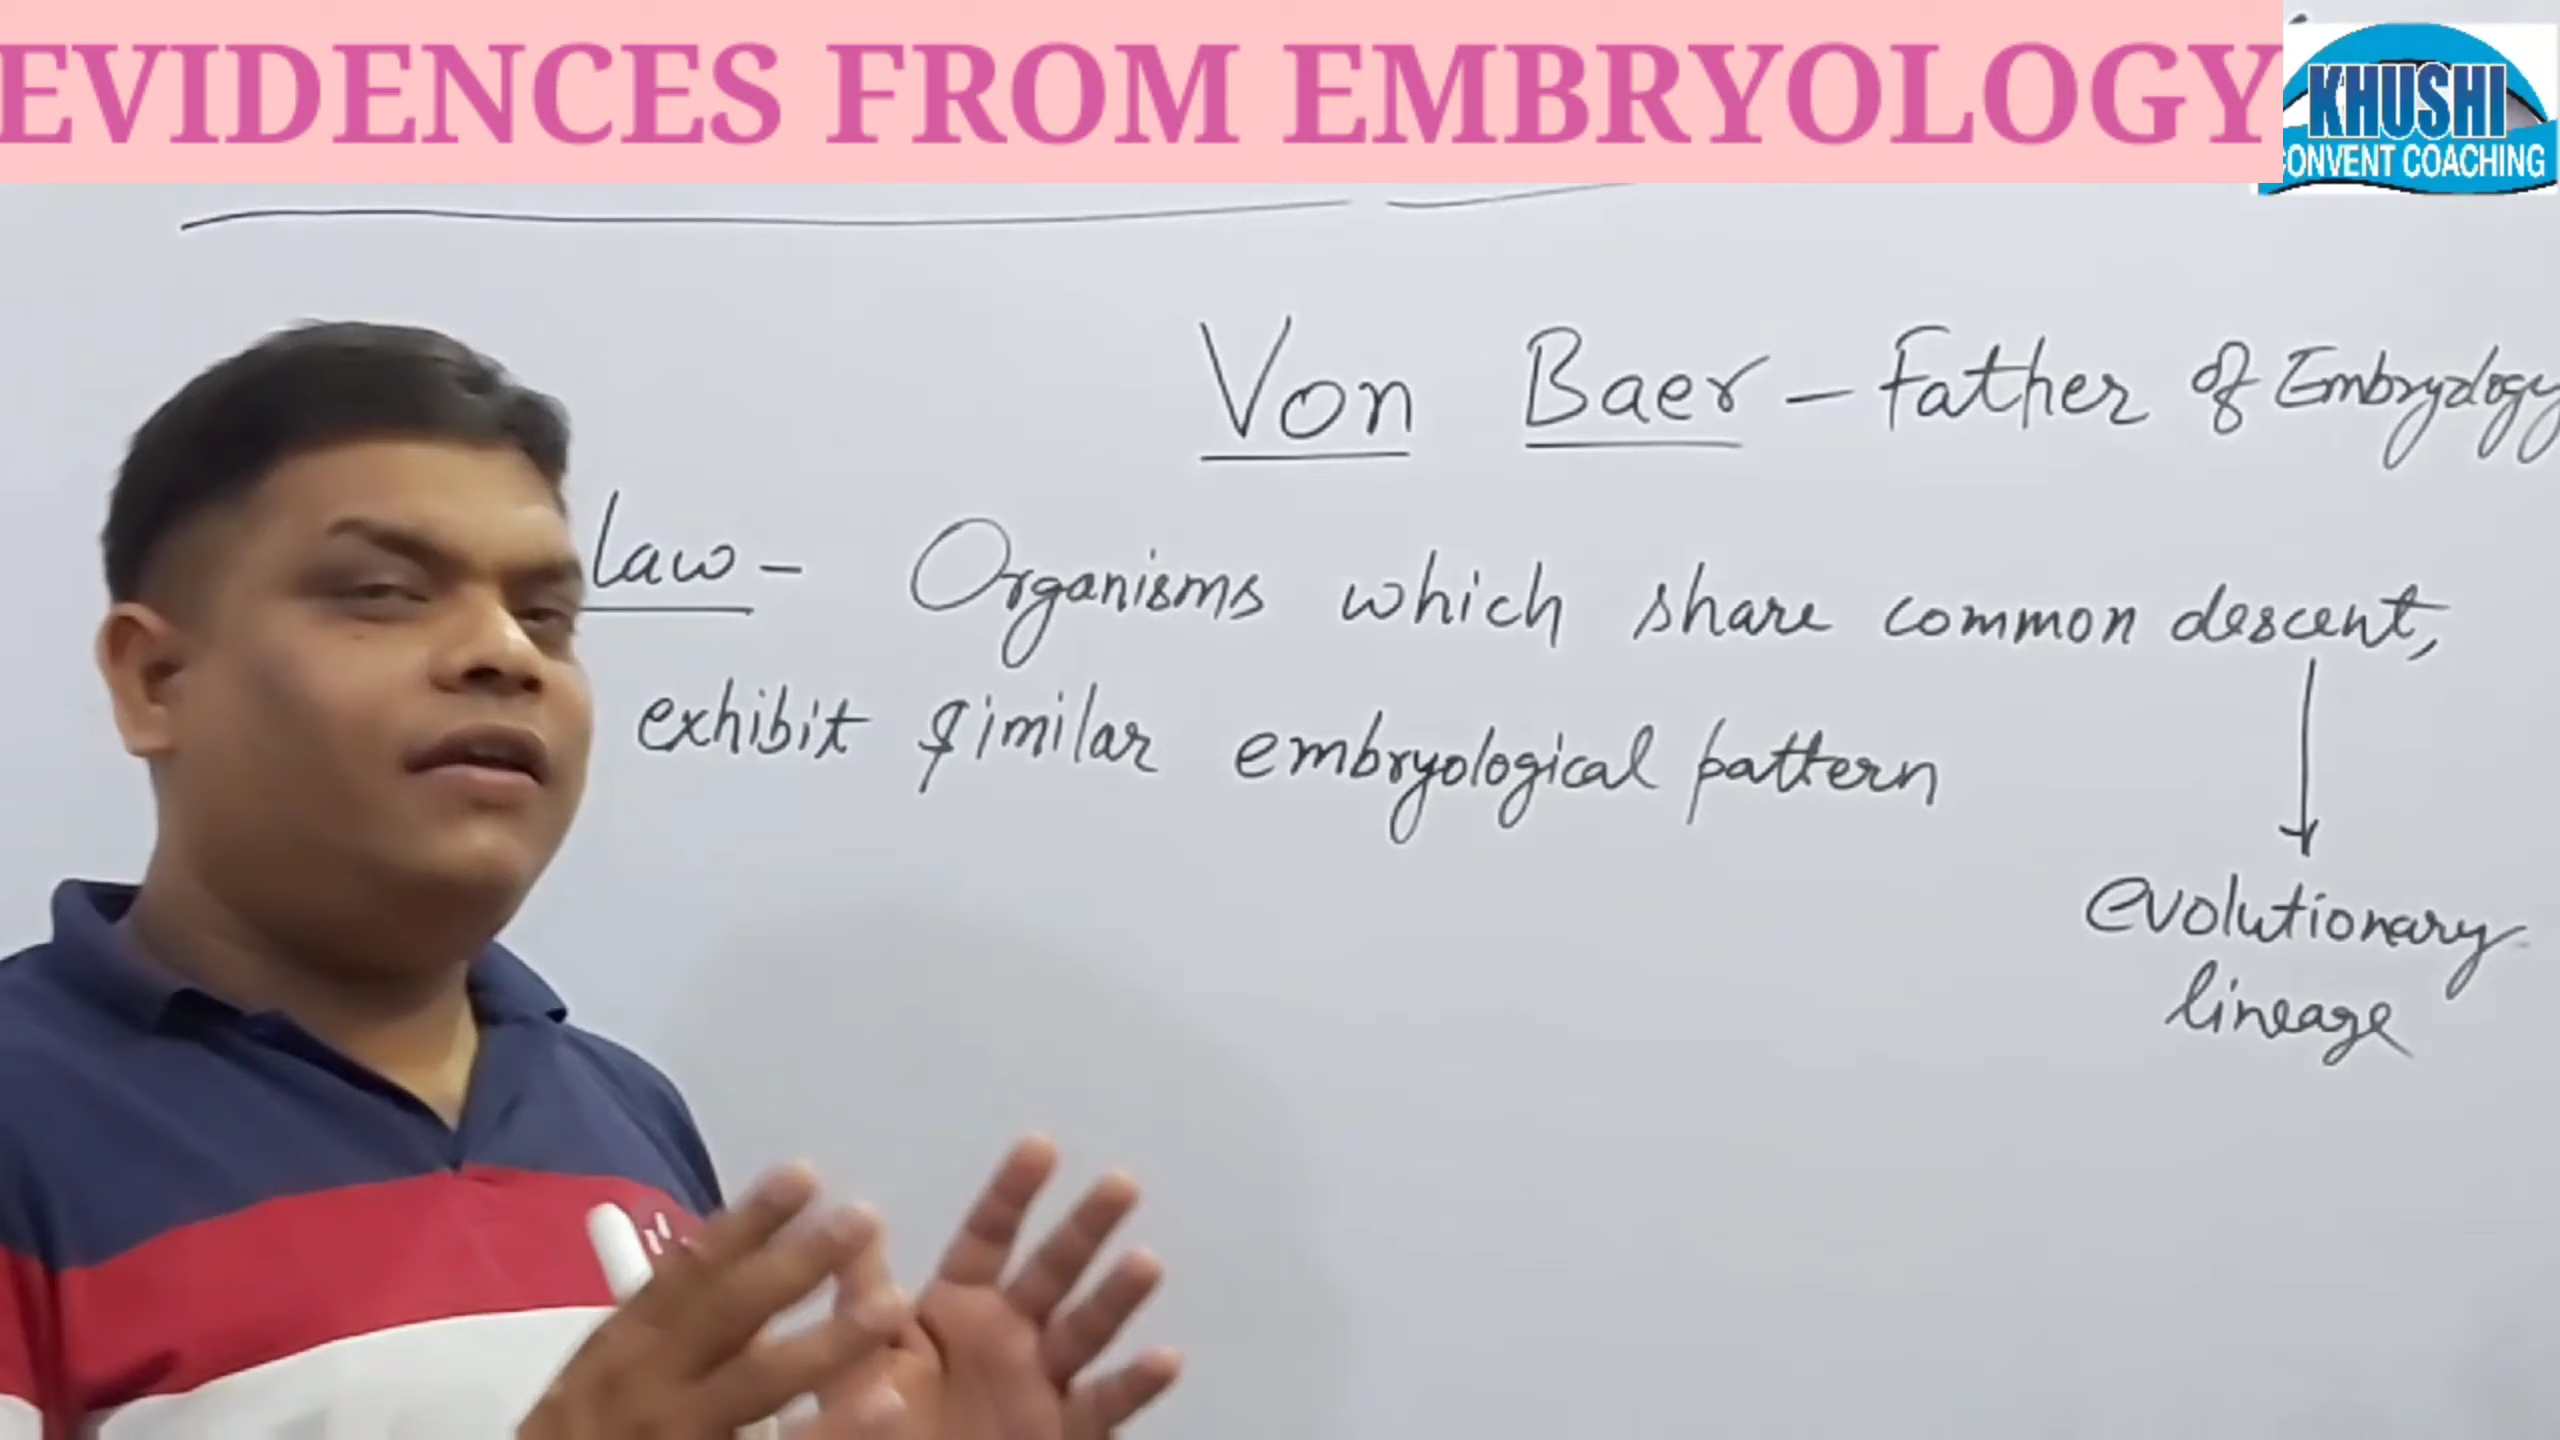 EVIDENCES FROM EMBRYOLOGY
KHUSHI
CONVENT COACHING
Von Baer - Father of Embryology
law - Organisms which share common descent,
exhibit similar embryological pattern
evolutionary
lineage